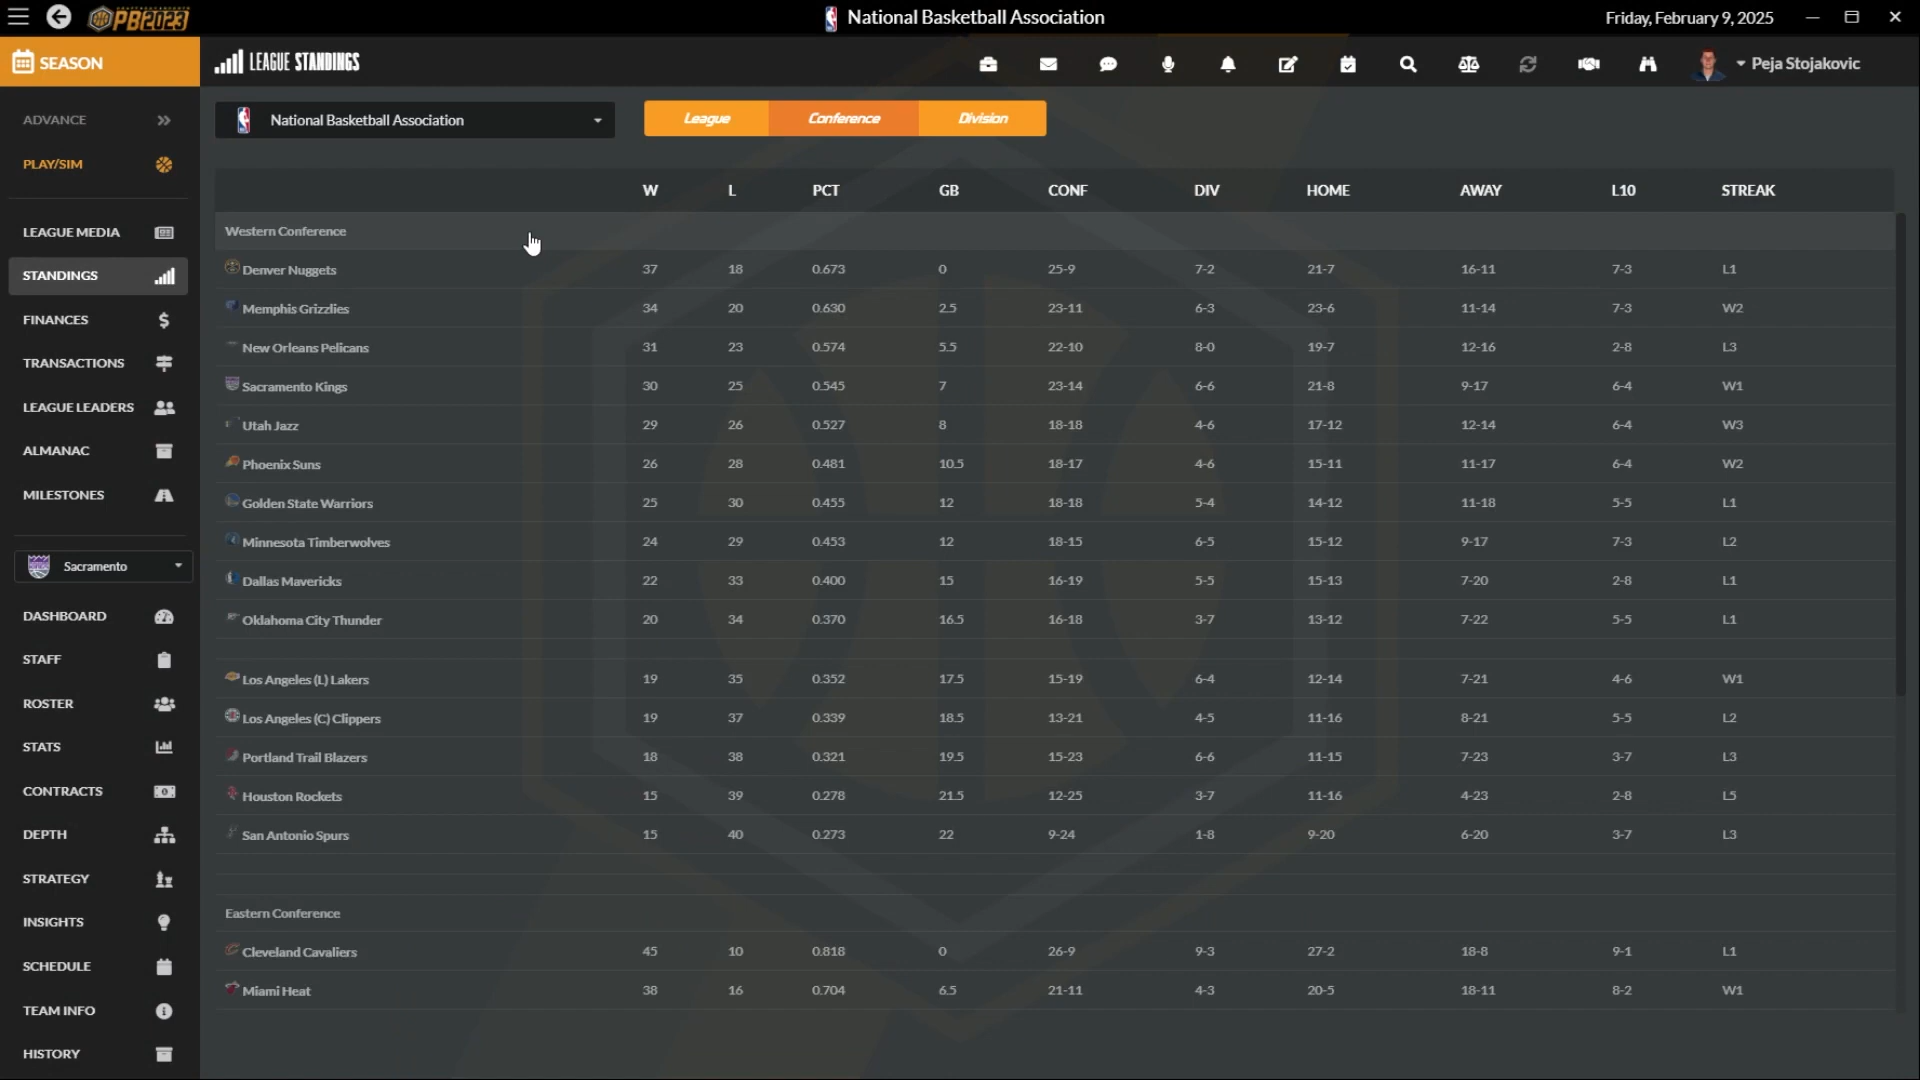 PB2023
National Basketball Association
Friday, February 9, 2025
SEASON
LEAGUE STANDINGS
Peja Stojakovic
ADVANCE
PLAY/SIM
LEAGUE MEDIA
STANDINGS
FINANCES
TRANSACTIONS
LEAGUE LEADERS
ALMANAC
MILESTONES
Sacramento
DASHBOARD
STAFF
ROSTER
STATS
CONTRACTS
DEPTH
STRATEGY
INSIGHTS
SCHEDULE
TEAM INFO
HISTORY
National Basketball Association
League Conference Division
W L PCT GB CONF DIV HOME AWAY L10 STREAK
Western Conference
Denver Nuggets 37 18 0.673 0 25-9 7-2 21-7 16-11 7-3 L1
Memphis Grizzlies 34 20 0.630 2.5 23-11 6-3 23-6 11-14 7-3 W2
New Orleans Pelicans 31 23 0.574 5.5 22-10 8-0 19-7 12-16 2-8 L3
Sacramento Kings 30 25 0.545 7 23-14 6-6 21-8 9-17 6-4 W1
Utah Jazz 29 26 0.527 8 18-18 4-6 17-12 12-14 6-4 W3
Phoenix Suns 26 28 0.481 10.5 18-17 4-6 15-11 11-17 6-4 W2
Golden State Warriors 25 30 0.455 12 18-18 5-4 14-12 11-18 5-5 L1
Minnesota Timberwolves 24 29 0.453 12 18-15 6-5 15-12 9-17 7-3 L2
Dallas Mavericks 22 33 0.400 15 16-19 5-5 15-13 7-20 2-8 L1
Oklahoma City Thunder 20 34 0.370 16.5 16-18 3-7 13-12 7-22 5-5 L1
Los Angeles (L) Lakers 19 35 0.352 17.5 15-19 6-4 12-14 7-21 4-6 W1
Los Angeles (C) Clippers 19 37 0.339 18.5 13-21 4-5 11-16 8-21 5-5 L2
Portland Trail Blazers 18 38 0.321 19.5 15-23 6-6 11-15 7-23 3-7 L3
Houston Rockets 15 39 0.278 21.5 12-25 3-7 11-16 4-23 2-8 L5
San Antonio Spurs 15 40 0.273 22 9-24 1-8 9-20 6-20 3-7 L3
Eastern Conference
Cleveland Cavaliers 45 10 0.818 0 26-9 9-3 27-2 18-8 9-1 L1
Miami Heat 38 16 0.704 6.5 21-11 4-3 20-5 18-11 8-2 W1